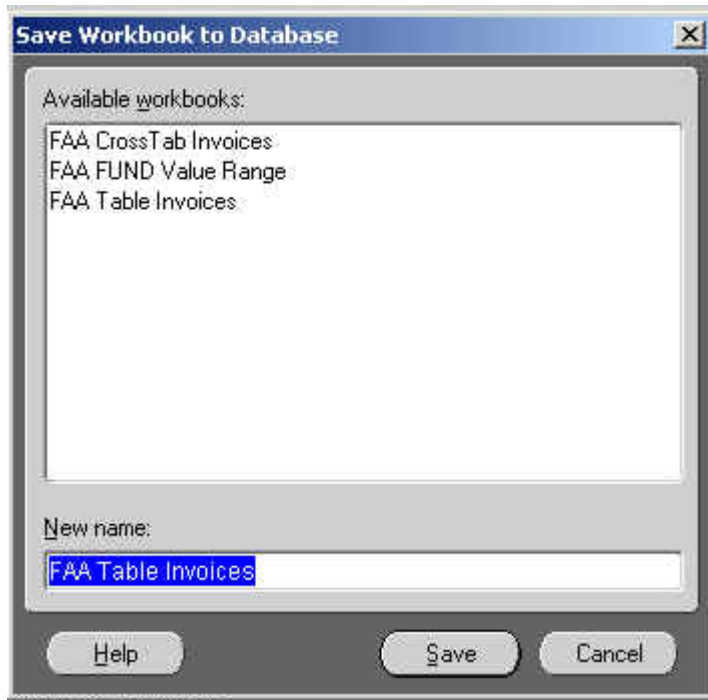 Save Workbook to Database
Available workbooks:
FAA CrossTab Invoices
FAA FUND Value Range
FAA Table Invoices
New name:
FAA Table Invoices
Help Save Cancel